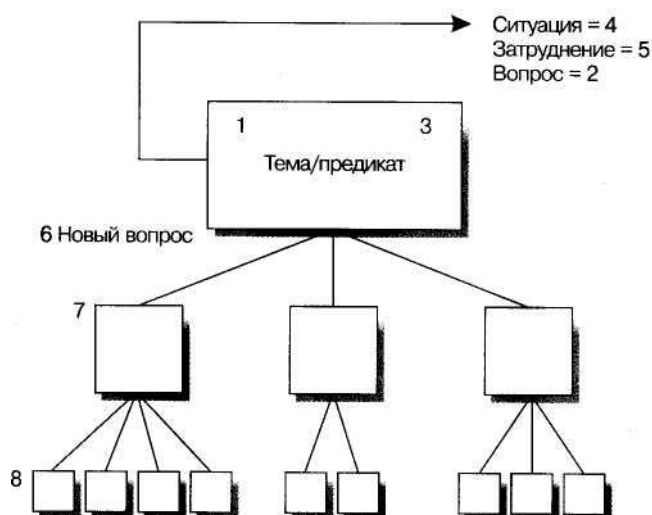 Ситуация = 4
Затруднение = 5
Вопрос = 2
1 3
Тема/предикат
6 Новый вопрос
7
8